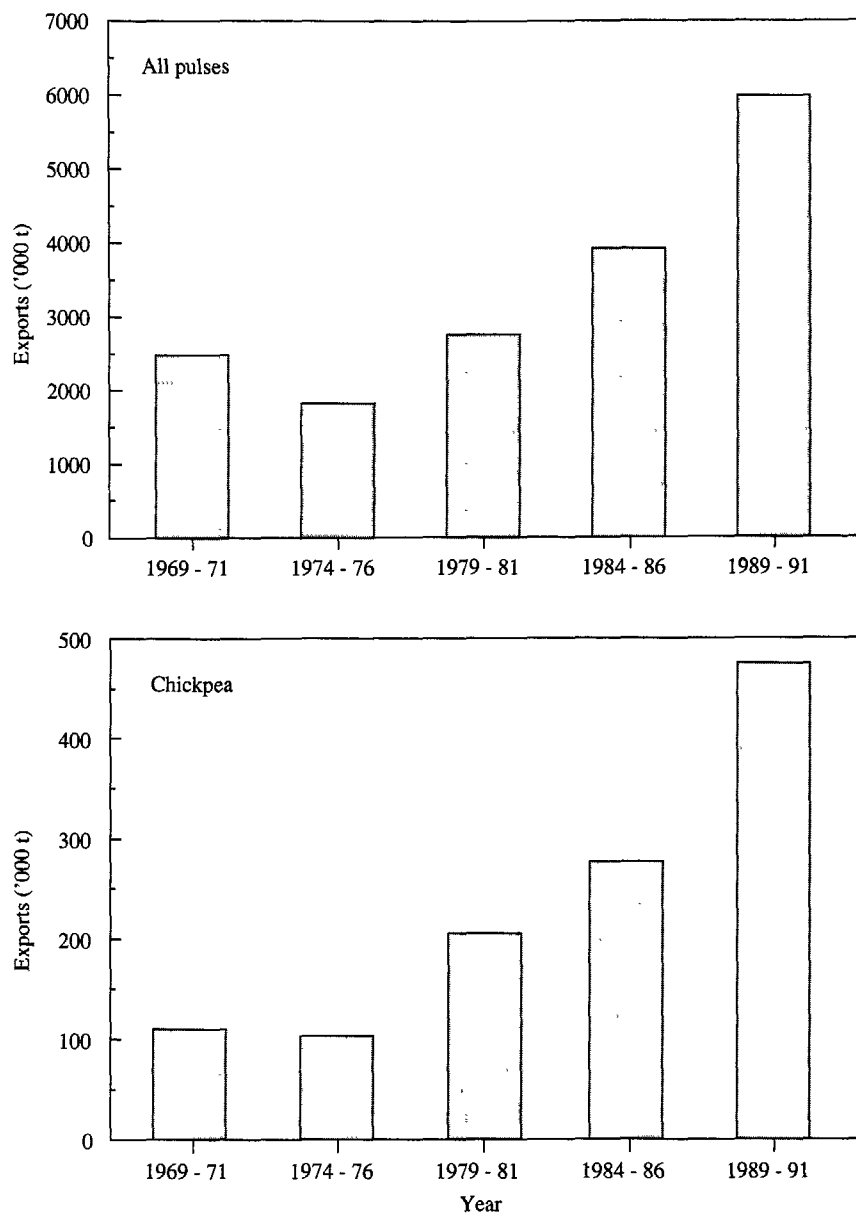 7000
All pulses
6000
5000
4000
3000
2000
1000
0
Exports ('000 t)
1969 - 71 1974 - 76 1979 - 81 1984 - 86 1989 - 91
500
Chickpea
400
300
200
100
0
Exports ('000 t)
1969 - 71 1974 - 76 1979 - 81 1984 - 86 1989 - 91
Year